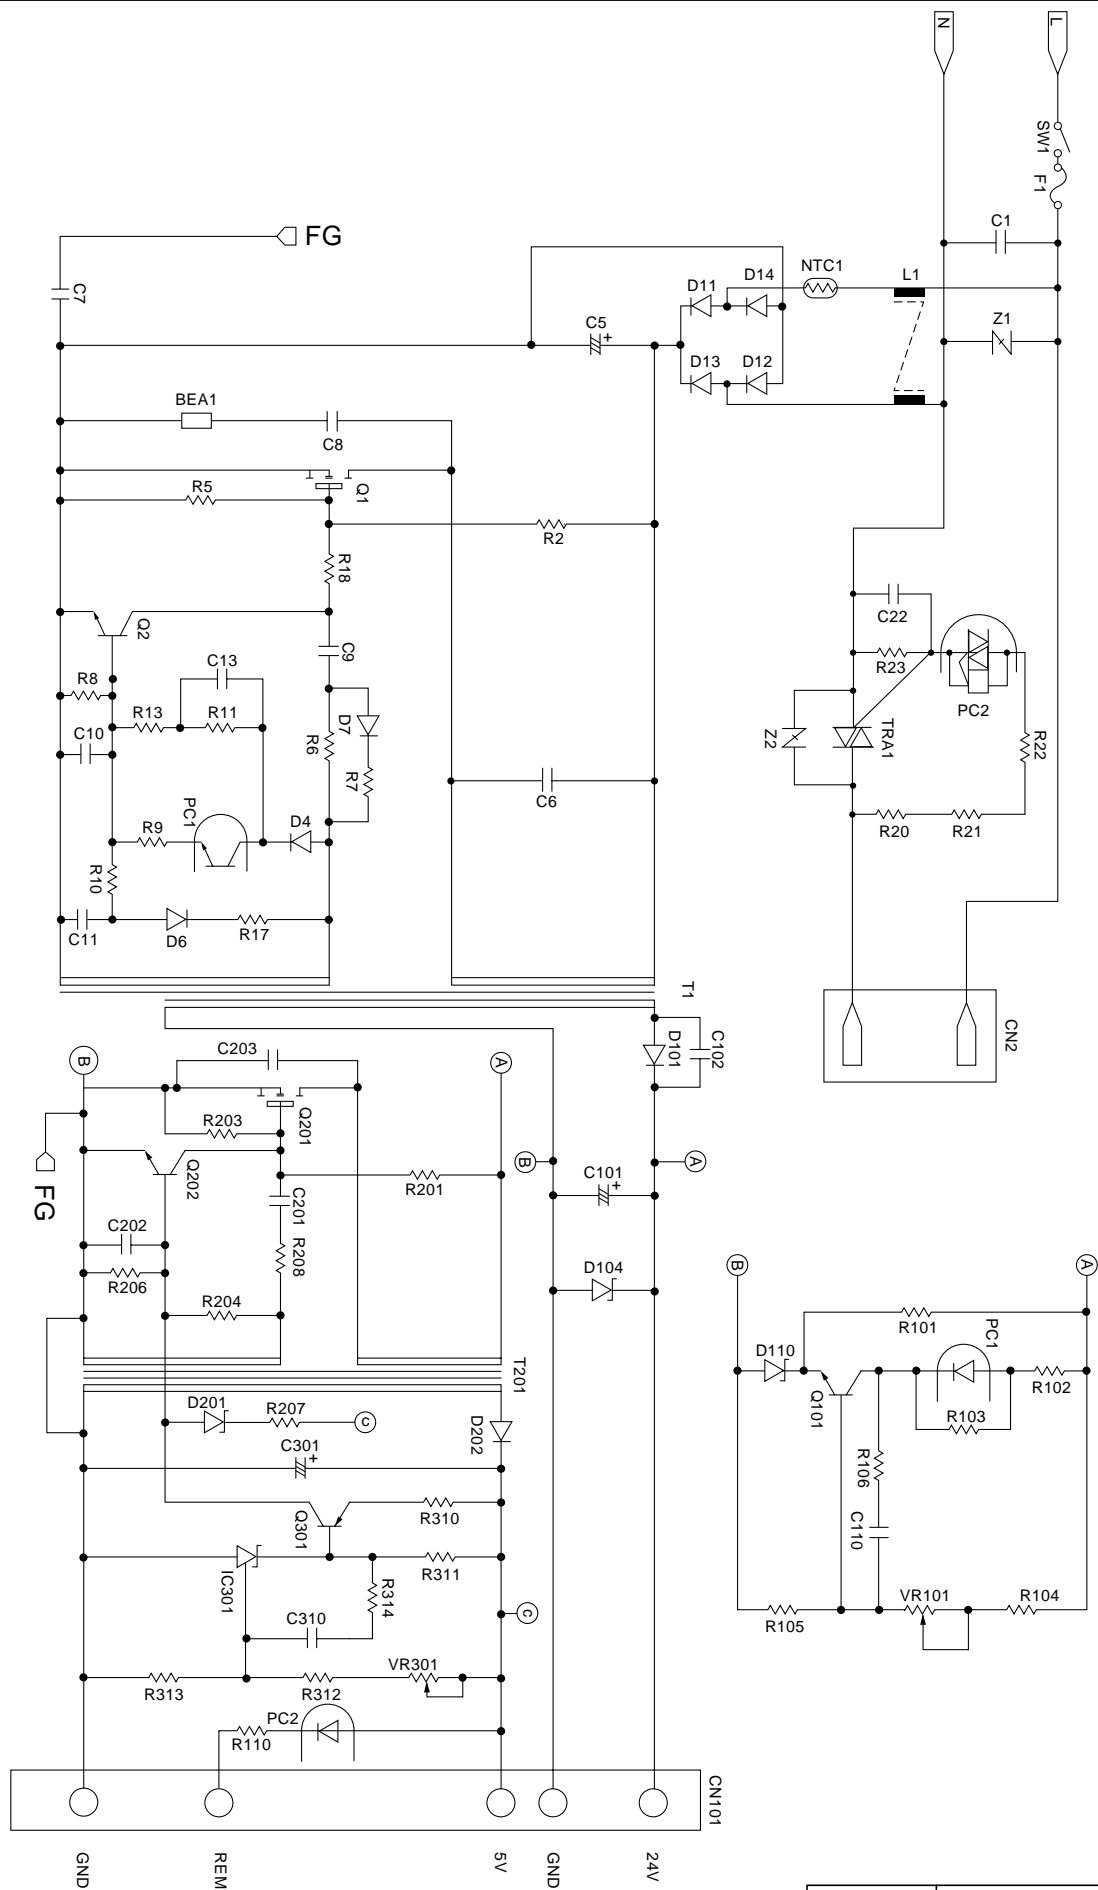 N
L
SW1
F1
C1
FG
NTC1
L1
D11
D14
C7
C5
Z1
D13
D12
BEA1
C8
Q1
R5
R2
R18
C22
Q2
C9
R23
C13
R8
PC2
R13
R11
D7
TRA1
C10
R6
Z2
R22
R7
C6
PC1
D4
R9
R20
R21
R10
C11
D6
R17
T1
CN2
C203
D101
C102
B
A
Q201
R203
Q202
B
A
R201
C101
FG
C201
C202
R208
R206
D104
B
A
R204
R101
T201
D110
PC1
R102
Q101
D201
R207
C
D202
R103
C301
R106
R310
Q301
C110
IC301
R311
R314
C
C310
VR101
R104
R105
VR301
R313
R312
PC2
R110
CN101
GND
REM
5V
GND
24V